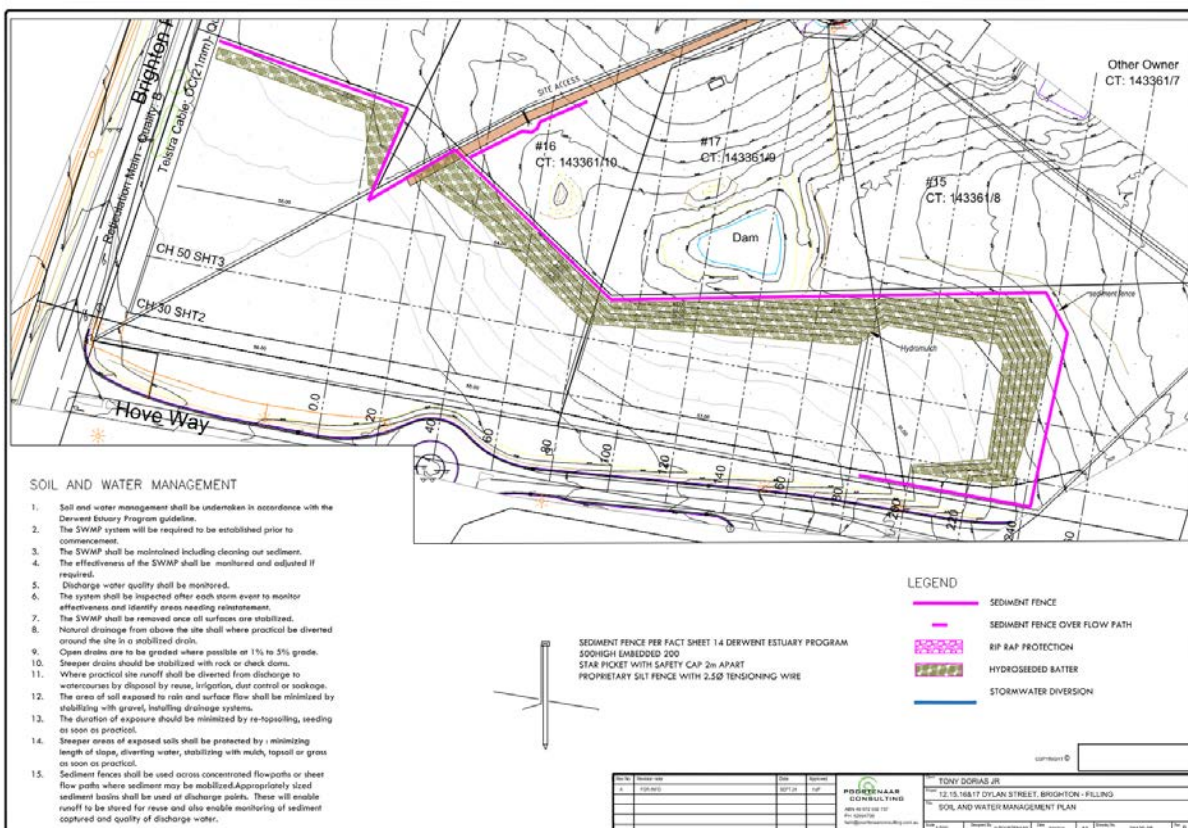 Brighton
Reticulation Main - Quality: B
Telstra Cable: OC(21mm)
SITE ACCESS
Other Owner
CT: 143361/7
#16
CT: 143361/10
#17
CT: 143361/9
#15
CT: 143361/8
Dam
sediment fence
Hydromulch
CH 50 SHT3
CH 30 SHT2
Hove Way
0.0
20
40
60
80
100
120
140
180
200
220
240
SOIL AND WATER MANAGEMENT
1. Soil and water management shall be undertaken in accordance with the
Derwent Estuary Program guideline.
2. The SWMP system will be required to be established prior to
commencement.
3. The SWMP shall be maintained including cleaning out sediment.
4. The effectiveness of the SWMP shall be monitored and adjusted if
required.
5. Discharge water quality shall be monitored.
6. The system shall be inspected after each storm event to monitor
effectiveness and identify areas needing reinstatement.
7. The SWMP shall be removed once all surfaces are stabilized.
8. Natural drainage from above the site shall where practical be diverted
around the site in a stabilized drain.
9. Open drains are to be graded where possible at 1% to 5% grade.
10. Steeper drains should be stabilized with rock or check dams.
11. Where practical site runoff shall be diverted from discharge to
watercourses by disposal by reuse, irrigation, dust control or soakage.
12. The area of soil exposed to rain and surface flow shall be minimized by
stabilizing with gravel, installing drainage systems.
13. The duration of exposure should be minimized by re-topsoiling, seeding
as soon as practical.
14. Steeper areas of exposed soils shall be protected by : minimizing
length of slope, diverting water, stabilizing with mulch, topsoil or grass
as soon as practical.
15. Sediment fences shall be used across concentrated flowpaths or sheet
flow paths where sediment may be mobilized.Appropriately sized
sediment basins shall be used at discharge points. These will enable
runoff to be stored for reuse and also enable monitoring of sediment
captured and quality of discharge water.
SEDIMENT FENCE PER FACT SHEET 14 DERWENT ESTUARY PROGRAM
500HIGH EMBEDDED 200
STAR PICKET WITH SAFETY CAP 2m APART
PROPRIETARY SILT FENCE WITH 2.5Ø TENSIONING WIRE
LEGEND
SEDIMENT FENCE
SEDIMENT FENCE OVER FLOW PATH
RIP RAP PROTECTION
HYDROSEEDED BATTER
STORMWATER DIVERSION
COPYRIGHT ©
POORTENAAR
CONSULTING
TONY DORIAS JR
12,15,16&17 DYLAN STREET, BRIGHTON - FILLING
SOIL AND WATER MANAGEMENT PLAN